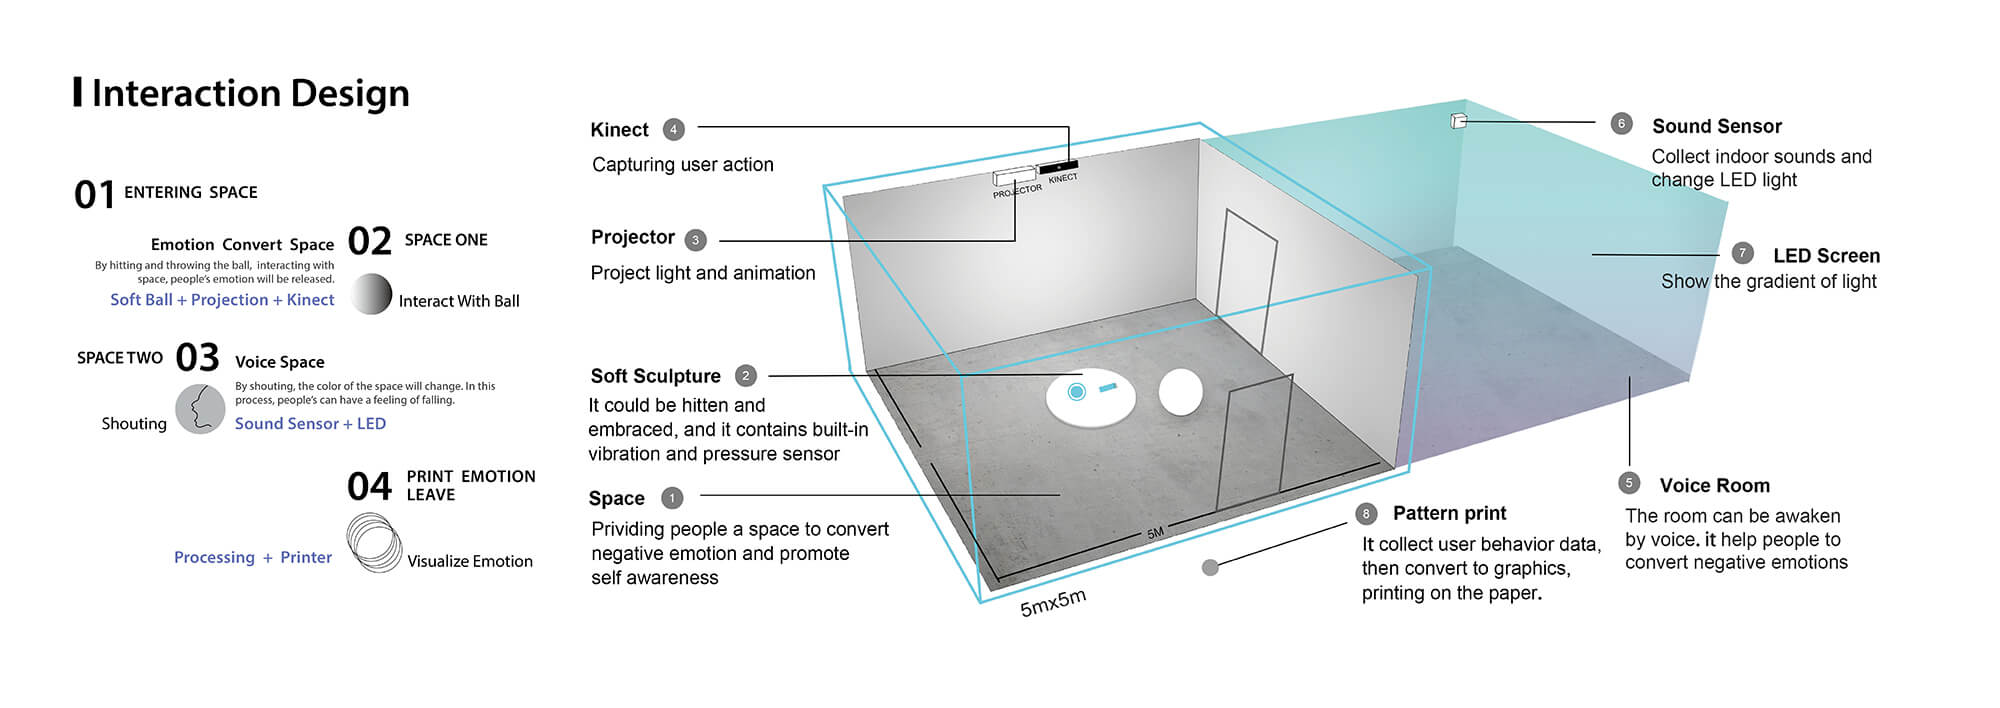 Interaction Design
01 ENTERING SPACE
Emotion Convert Space
By hitting and throwing the ball, interacting with
space, people's emotion will be released.
Soft Ball + Projection + Kinect
02 SPACE ONE
Interact With Ball
SPACE TWO 03 Voice Space
By shouting, the color of the space will change. In this
process, people's can have a feeling of falling.
Shouting
Sound Sensor + LED
04 PRINT EMOTION
LEAVE
Processing + Printer
Visualize Emotion
Kinect 4
Capturing user action
Projector 3
Project light and animation
Soft Sculpture 2
It could be hitten and
embraced, and it contains built-in
vibration and pressure sensor
Space 1
Prividing people a space to convert
negative emotion and promote
self awareness
PROJECTOR
KINECT
5M
5mx5m
6 Sound Sensor
Collect indoor sounds and
change LED light
7 LED Screen
Show the gradient of light
5 Voice Room
The room can be awaken
by voice. it help people to
convert negative emotions
8 Pattern print
It collect user behavior data,
then convert to graphics,
printing on the paper.